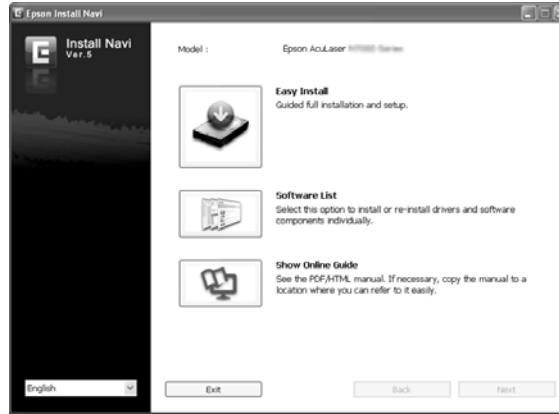 Epson Install Navi
Install Navi
Ver.5
Model :
Epson AcuLaser Series
Easy Install
Guided full installation and setup.
Software List
Select this option to install or re-install drivers and software
components individually.
Show Online Guide
See the PDF/HTML manual. If necessary, copy the manual to a
location where you can refer to it easily.
English
Exit
Back
Next